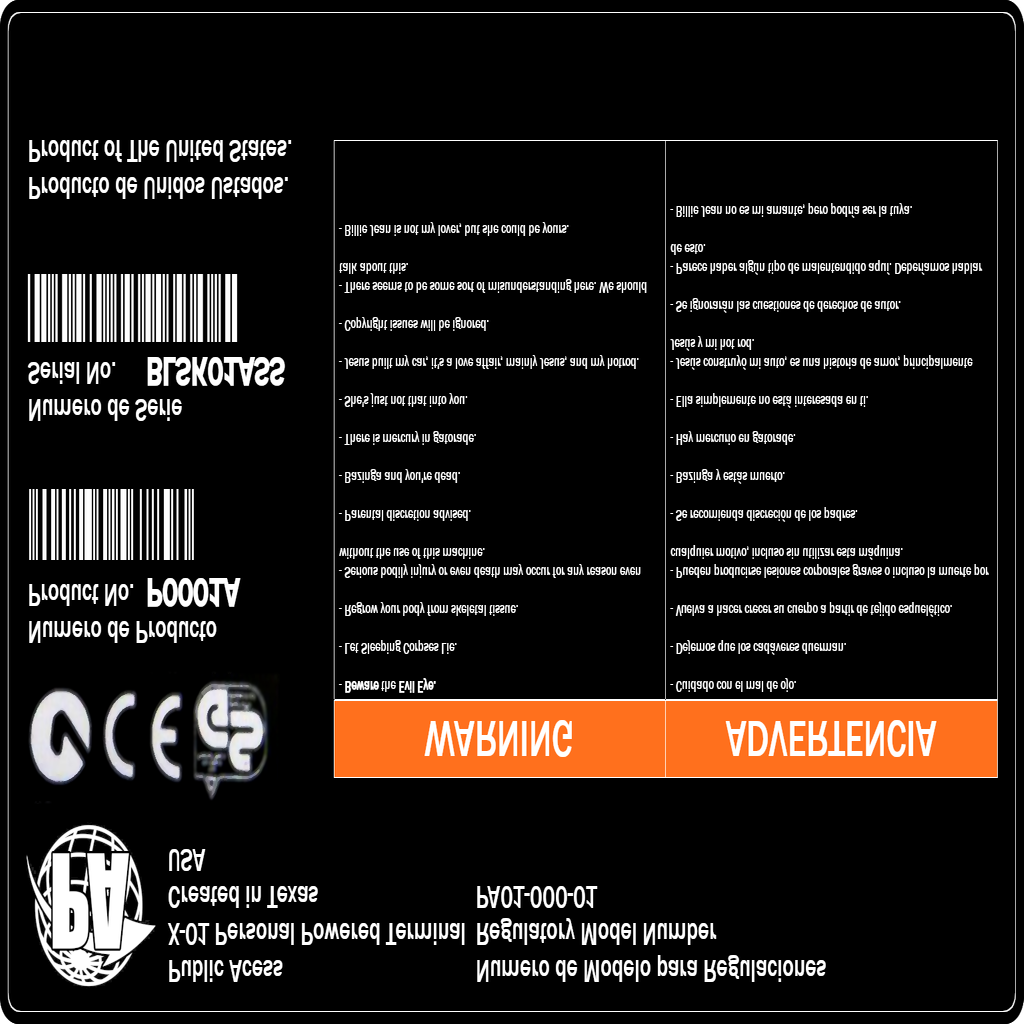 PA
Public Acess
X-01 Personal Powered Terminal
Created in Texas
USA
Numero de Modelo para Regulaciones
Regulatory Model Number
PA01-000-01
CE
GS
Numero de Producto
Product No. P0001A
Numero de Serie
Serial No. BLSK01ASS
Producto de Unidos Ustados.
Product of The United States.
WARNING
- Beware the Evil Eye.
- Let Sleeping Corpses Lie.
- Regrow your body from skeletal tissue.
- Serious bodily injury or even death may occur for any reason even
without the use of this machine.
- Parental discretion advised.
- Bazinga and you're dead.
- There is mercury in gatorade.
- She's just not that into you.
- Jesus built my car, it's a love affair, mainly Jesus, and my hotrod.
- Copyright issues will be ignored.
- There seems to be some sort of misunderstanding here. We should
talk about this.
- Billie Jean is not my lover, but she could be yours.
ADVERTENCIA
- Cuidado con el mal de ojo.
- Dejemos que los cadáveres duerman.
- Vuelva a hacer crecer su cuerpo a partir de tejido esquelético.
- Pueden producirse lesiones corporales graves o incluso la muerte por
cualquier motivo, incluso sin utilizar esta máquina.
- Se recomienda discreción de los padres.
- Bazinga y estás muerto.
- Hay mercurio en gatorade.
- Ella simplemente no está interesada en ti.
- Jesús construyó mi auto, es una historia de amor, principalmente
Jesús y mi hot rod.
- Se ignorarán las cuestiones de derechos de autor.
- Parece haber algún tipo de malentendido aquí. Deberíamos hablar
de esto.
- Billie Jean no es mi amante, pero podría ser la tuya.